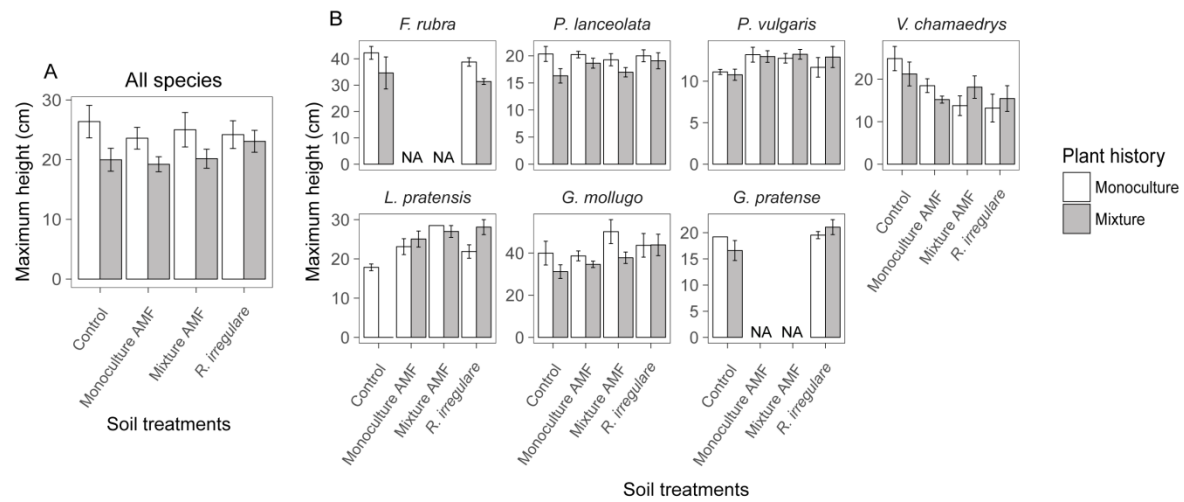 A
All species
Maximum height (cm)
30
20
10
0
Control
Monoculture AMF
Mixture AMF
R. irregulare
Soil treatments
B
F. rubra
P. lanceolata
P. vulgaris
V. chamaedrys
Maximum height (cm)
40
30
20
10
0
NA NA
20
15
10
5
0
10
5
0
30
20
10
0
Control
Monoculture AMF
Mixture AMF
R. irregulare
L. pratensis
G. mollugo
G. pratense
30
20
10
0
40
20
0
20
15
10
5
0
NA NA
Control
Monoculture AMF
Mixture AMF
R. irregulare
Control
Monoculture AMF
Mixture AMF
R. irregulare
Control
Monoculture AMF
Mixture AMF
R. irregulare
Soil treatments
Plant history
Monoculture
Mixture